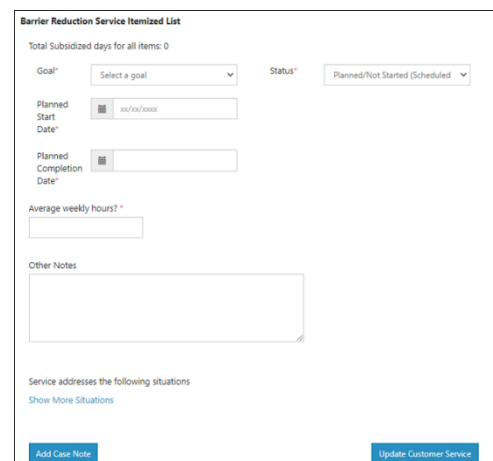 Barrier Reduction Service Itemized List
Total Subsidized days for all items: 0
Goal*
Select a goal
Status*
Planned/Not Started (Scheduled
Planned
Start
Date*
xx/xx/xxxx
Planned
Completion
Date*
Average weekly hours? *
Other Notes
Service addresses the following situations
Show More Situations
Add Case Note
Update Customer Service